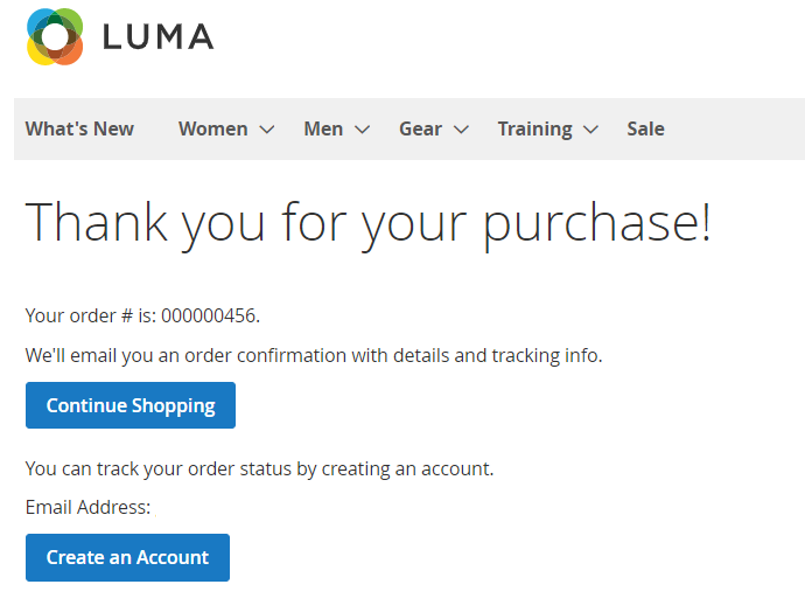 LUMA
What's New Women Men Gear Training Sale
Thank you for your purchase!
Your order # is: 000000456.
We'll email you an order confirmation with details and tracking info.
Continue Shopping
You can track your order status by creating an account.
Email Address:
Create an Account